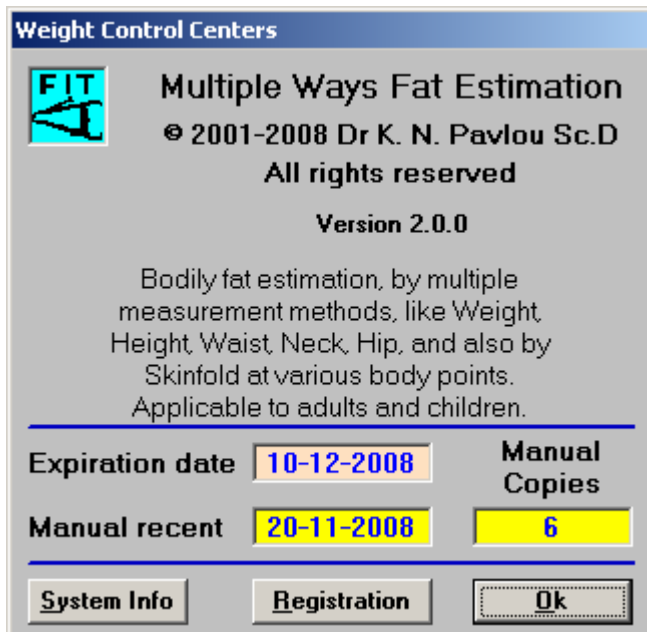 Weight Control Centers
FIT
Multiple Ways Fat Estimation
© 2001-2008 Dr K. N. Pavlou Sc.D
All rights reserved
Version 2.0.0
Bodily fat estimation, by multiple
measurement methods, like Weight,
Height, Waist, Neck, Hip, and also by
Skinfold at various body points.
Applicable to adults and children.
Expiration date 10-12-2008
Manual
Copies
Manual recent 20-11-2008 6
System Info Registration Ok